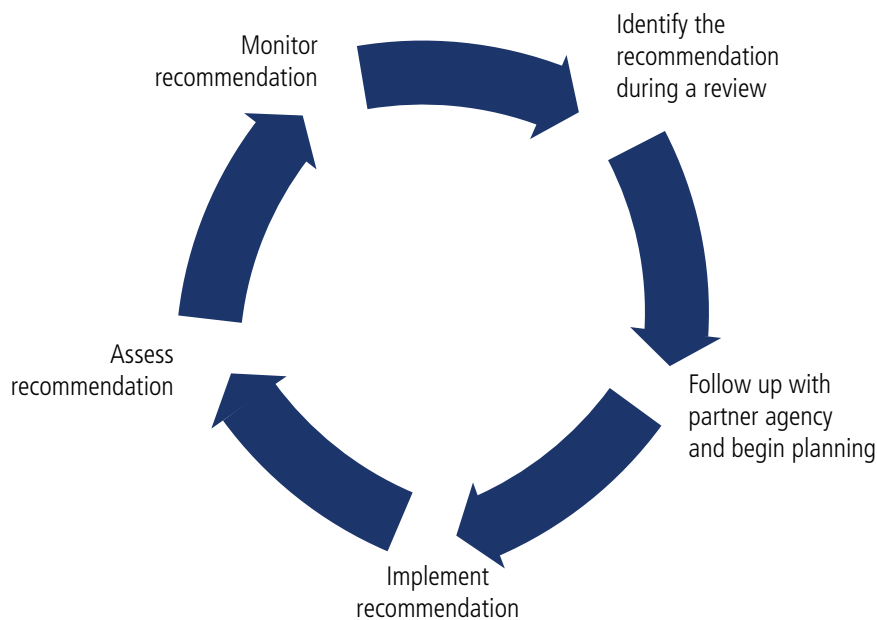 Identify the
recommendation
during a review
Follow up with
partner agency
and begin planning
Implement
recommendation
Assess
recommendation
Monitor
recommendation